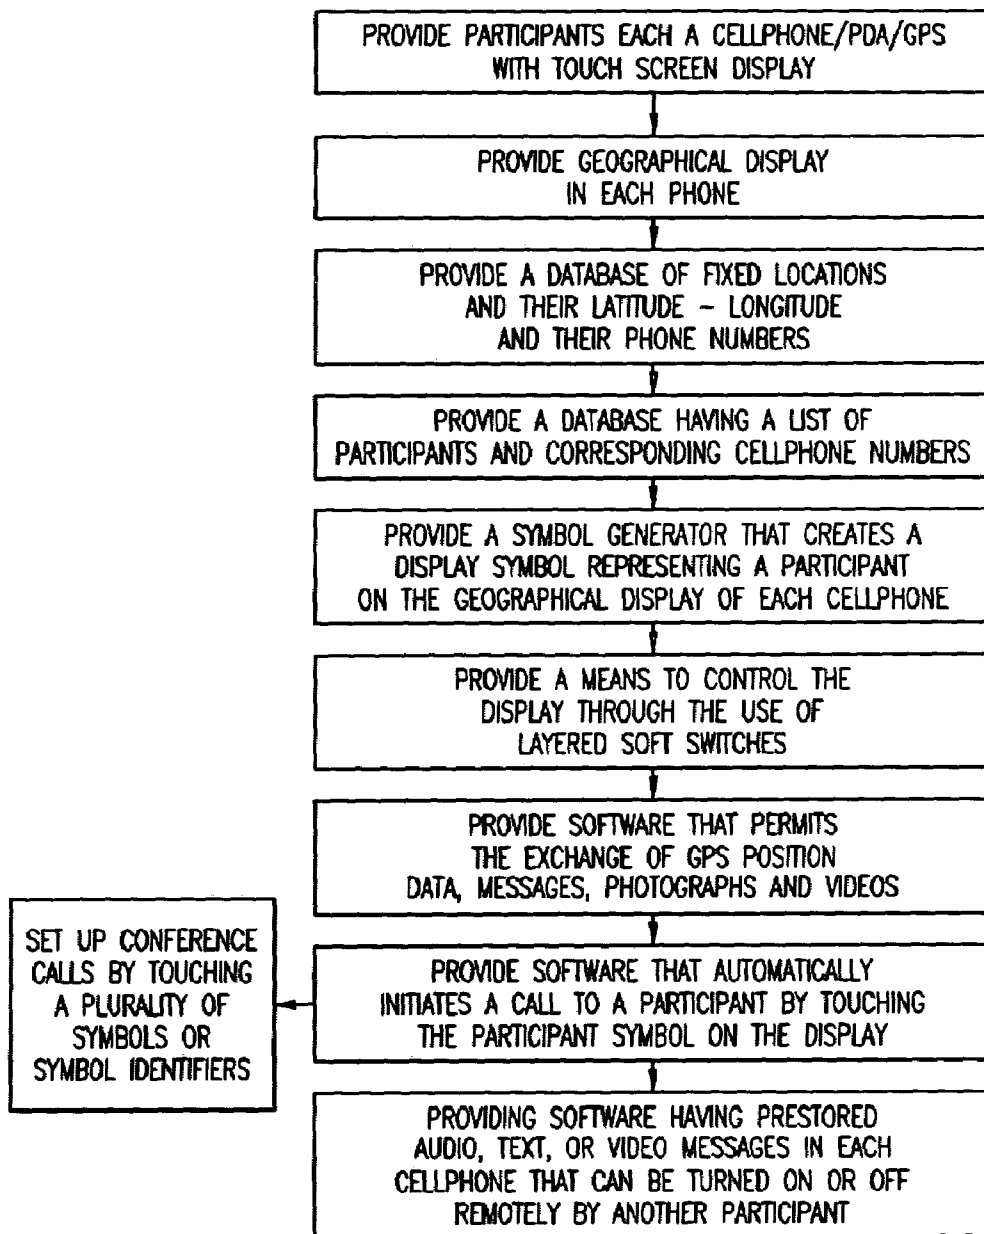 PROVIDE PARTICIPANTS EACH A CELLPHONE/PDA/GPS
WITH TOUCH SCREEN DISPLAY
PROVIDE GEOGRAPHICAL DISPLAY
IN EACH PHONE
PROVIDE A DATABASE OF FIXED LOCATIONS
AND THEIR LATITUDE – LONGITUDE
AND THEIR PHONE NUMBERS
PROVIDE A DATABASE HAVING A LIST OF
PARTICIPANTS AND CORRESPONDING CELLPHONE NUMBERS
PROVIDE A SYMBOL GENERATOR THAT CREATES A
DISPLAY SYMBOL REPRESENTING A PARTICIPANT
ON THE GEOGRAPHICAL DISPLAY OF EACH CELLPHONE
PROVIDE A MEANS TO CONTROL THE
DISPLAY THROUGH THE USE OF
LAYERED SOFT SWITCHES
PROVIDE SOFTWARE THAT PERMITS
THE EXCHANGE OF GPS POSITION
DATA, MESSAGES, PHOTOGRAPHS AND VIDEOS
PROVIDE SOFTWARE THAT AUTOMATICALLY
INITIATES A CALL TO A PARTICIPANT BY TOUCHING
THE PARTICIPANT SYMBOL ON THE DISPLAY
SET UP CONFERENCE
CALLS BY TOUCHING
A PLURALITY OF
SYMBOLS OR
SYMBOL IDENTIFIERS
PROVIDING SOFTWARE HAVING PRESTORED
AUDIO, TEXT, OR VIDEO MESSAGES IN EACH
CELLPHONE THAT CAN BE TURNED ON OR OFF
REMOTELY BY ANOTHER PARTICIPANT